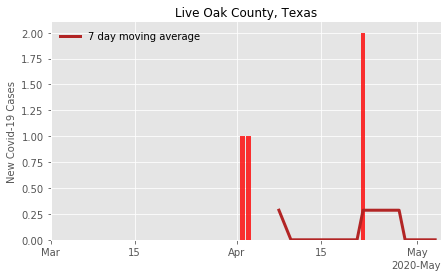 Live Oak County, Texas
7 day moving average
New Covid-19 Cases
2.00
1.75
1.50
1.25
1.00
0.75
0.50
0.25
0.00
Mar 15 Apr 15 May
2020-May